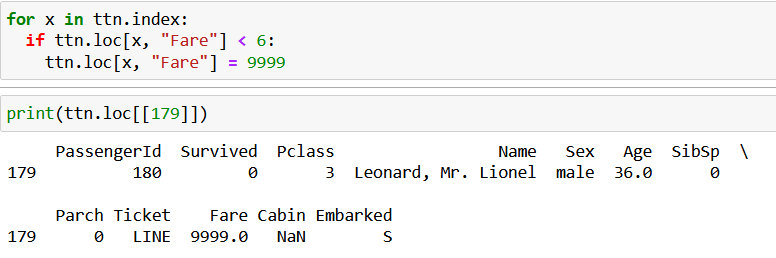 for x in ttn.index:
  if ttn.loc[x, "Fare"] < 6:
    ttn.loc[x, "Fare"] = 9999
print(ttn.loc[[179]])
     PassengerId  Survived  Pclass                   Name   Sex   Age  SibSp  \
179          180         0       3  Leonard, Mr. Lionel  male  36.0      0
     Parch Ticket    Fare Cabin Embarked
179      0   LINE  9999.0   NaN        S